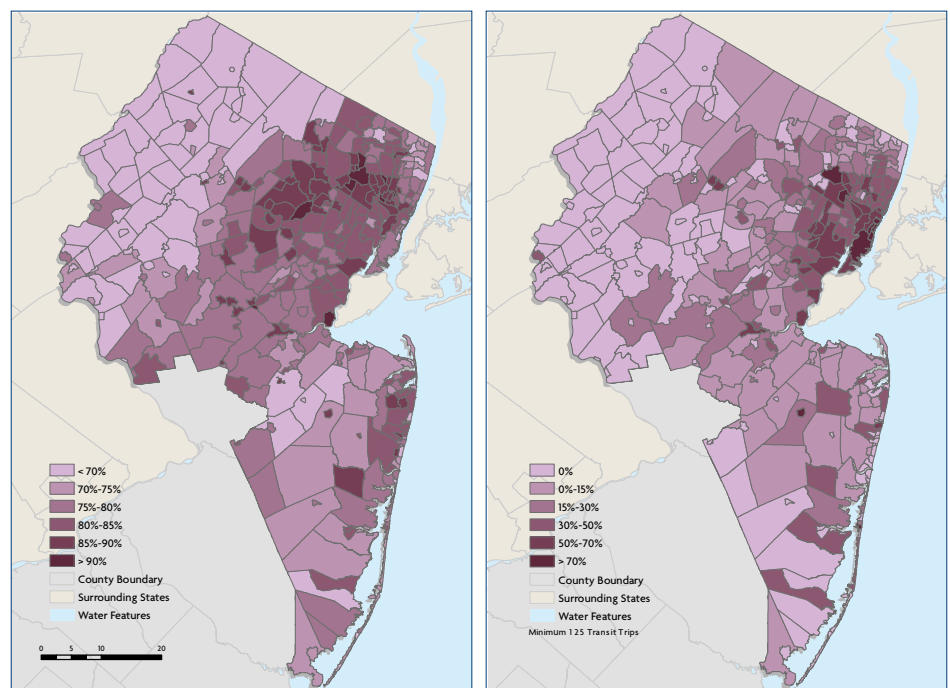 < 70%
70%-75%
75%-80%
80%-85%
85%-90%
> 90%
County Boundary
Surrounding States
Water Features
0 5 10 20
0%
0%-15%
15%-30%
30%-50%
50%-70%
> 70%
County Boundary
Surrounding States
Water Features
Minimum 125 Transit Trips